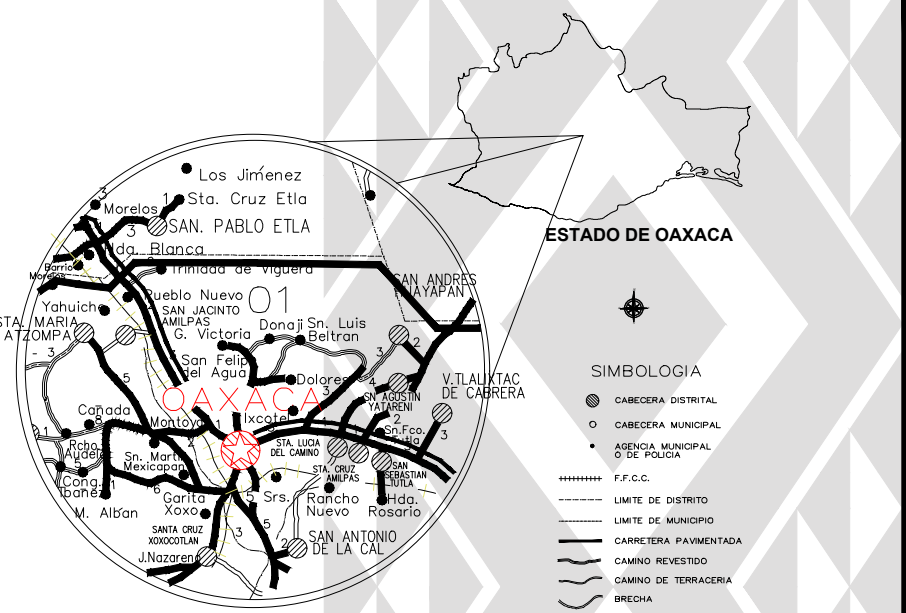 Los Jiménez
Sta. Cruz Etla
Morelos
SAN. PABLO ETLA
Hda. Blanca
Barrio
Morelos
Trinidad de Viguera
SAN ANDRES
HUAYAPAN
Yahuiche
Pueblo Nuevo
01
SAN JACINTO
AMILPAS
STA. MARIA
ATZOMPA
G. Victoria
Donaji
Sn. Luis
Beltran
San Felipe
del Agua
Dolores
V.TLALIXTAC
DE CABRERA
SN AGUSTIN
YATARENI
OAXACA
Cañada
Montoya
Ixcotel
Sn.Fco.
Tutla
Rcho.
STA. LUCIA
DEL CAMINO
Sn. Martin
Mexicapan
STA. CRUZ
AMILPAS
SAN
SEBASTIAN
TUTLA
Cong.
Ibañez
M. Alban
Garita
Xoxo
5 Srs.
Rancho
Nuevo
Hda.
Rosario
SANTA CRUZ
XOXOCOTLAN
SAN ANTONIO
DE LA CAL
J.Nazareno
ESTADO DE OAXACA
SIMBOLOGIA
CABECERA DISTRITAL
CABECERA MUNICIPAL
AGENCIA MUNICIPAL
O DE POLICIA
F.F.C.C.
LIMITE DE DISTRITO
LIMITE DE MUNICIPIO
CARRETERA PAVIMENTADA
CAMINO REVESTIDO
CAMINO DE TERRACERIA
BRECHA